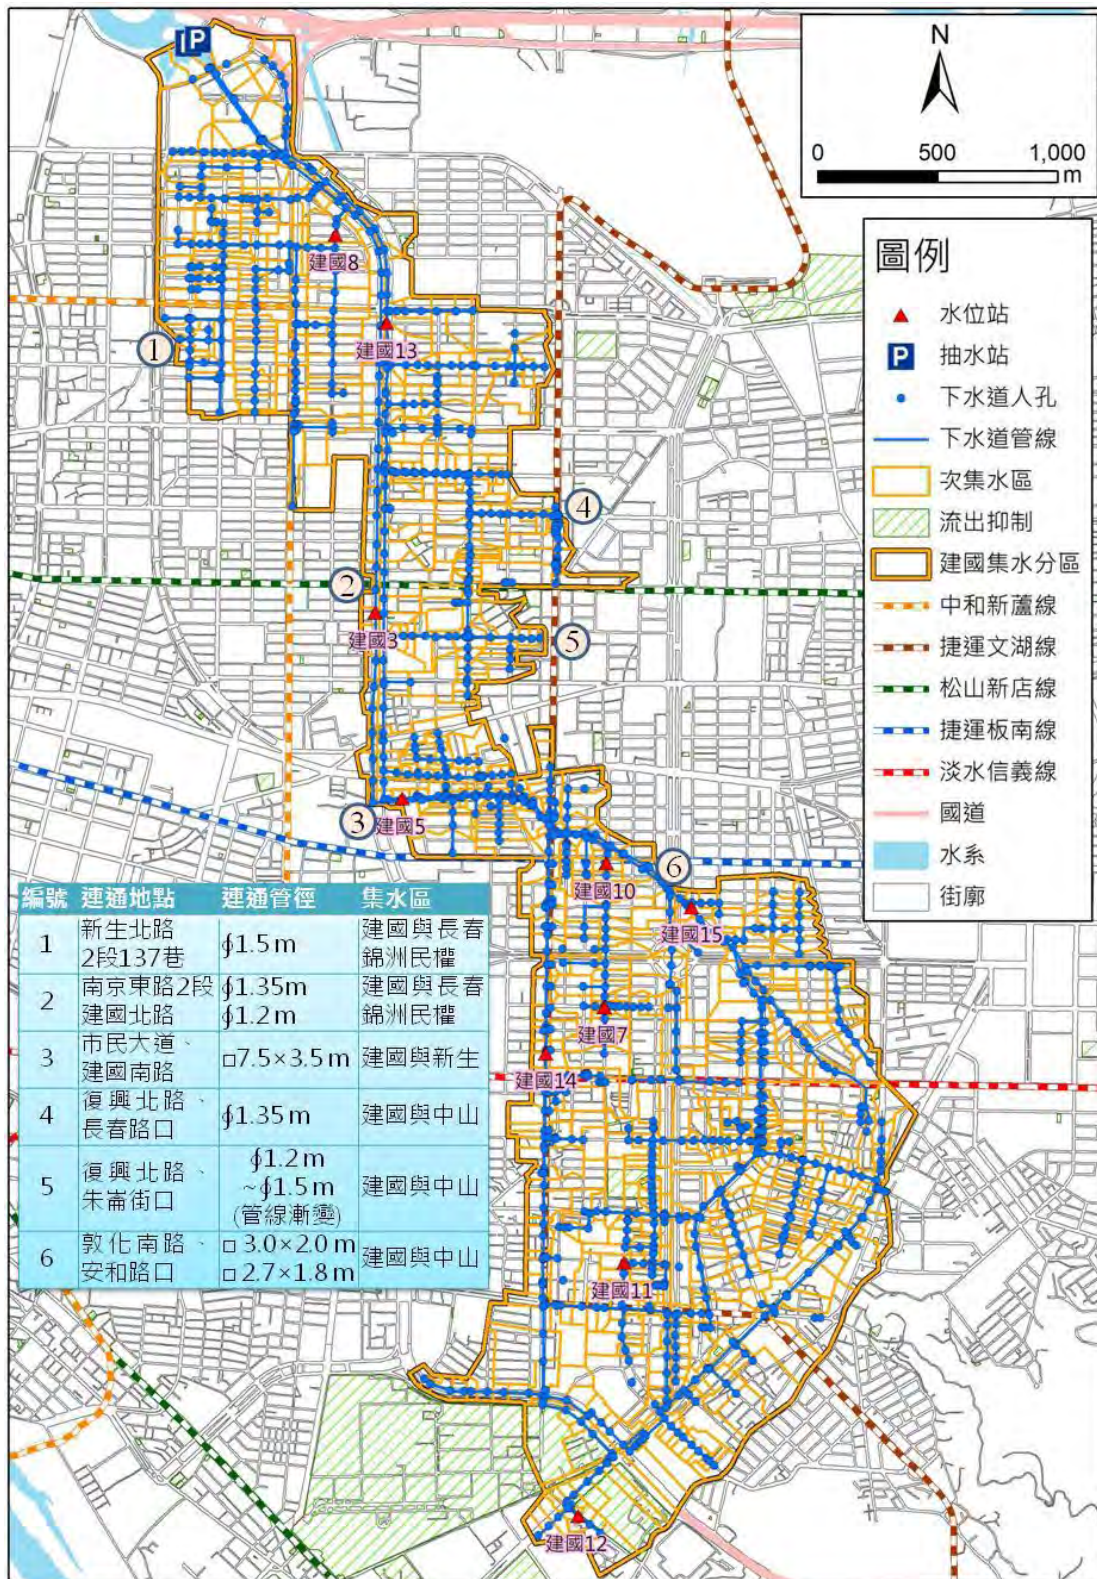 P
N
0 500 1,000
m
圖例
水位站
P 抽水站
下水道人孔
下水道管線
次集水區
流出抑制
建國集水分區
中和新蘆線
捷運文湖線
松山新店線
捷運板南線
淡水信義線
國道
水系
街廓
建國8
1
建國13
4
2
建國3
5
3
建國5
6
建國10
建國15
建國7
建國14
建國11
建國12
編號 連通地點 連通管徑 集水區
1 新生北路 2段137巷 ∮1.5m 建國與長春 錦洲民權
2 南京東路2段 建國北路 ∮1.35m ∮1.2m 建國與長春 錦洲民權
3 市民大道、建國南路 □7.5×3.5m 建國與新生
4 復興北路、長春路口 ∮1.35m 建國與中山
5 復興北路、朱崙街口 ∮1.2m ~∮1.5m (管線漸變) 建國與中山
6 敦化南路、安和路口 □3.0×2.0m □2.7×1.8m 建國與中山